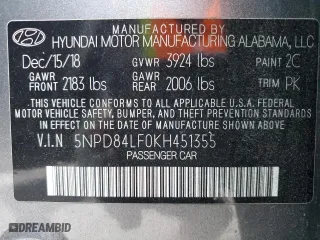 HYUNDAI MOTOR MANUFACTURING ALABAMA, LLC
Dec/15/18 GVWR 3924 lbs PAINT 2C
GAWR FRONT 2183 lbs GAWR REAR 2006 lbs TRIM PK
THIS VEHICLE CONFORMS TO ALL APPLICABLE FEDERAL
MOTOR VEHICLE SAFETY, BUMPER, AND THEFT PREVENTION
STANDARDS IN EFFECT ON THE
DATE OF MANUFACTURE SHOWN ABOVE.
V.I.N 5NPD84LF0KH451355
PASSENGER CAR
DREAMBID